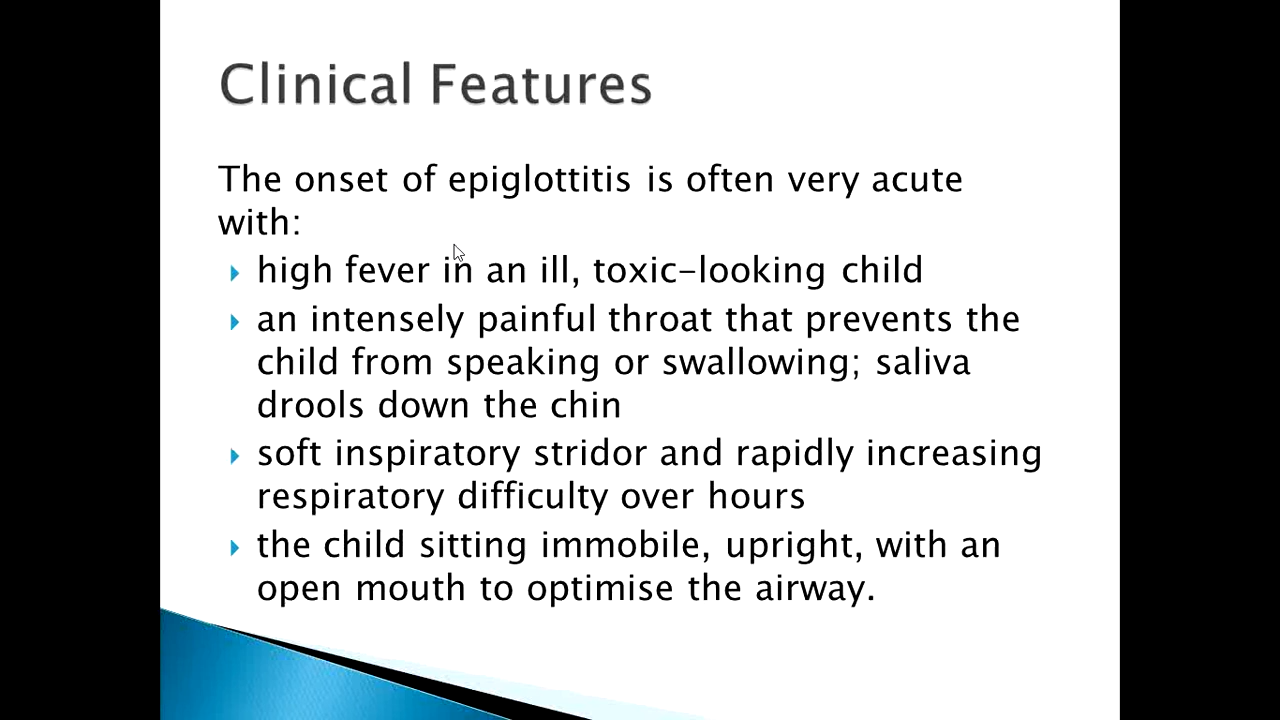 Clinical Features
The onset of epiglottitis is often very acute
with:
high fever in an ill, toxic-looking child
an intensely painful throat that prevents the
child from speaking or swallowing; saliva
drools down the chin
soft inspiratory stridor and rapidly increasing
respiratory difficulty over hours
the child sitting immobile, upright, with an
open mouth to optimise the airway.